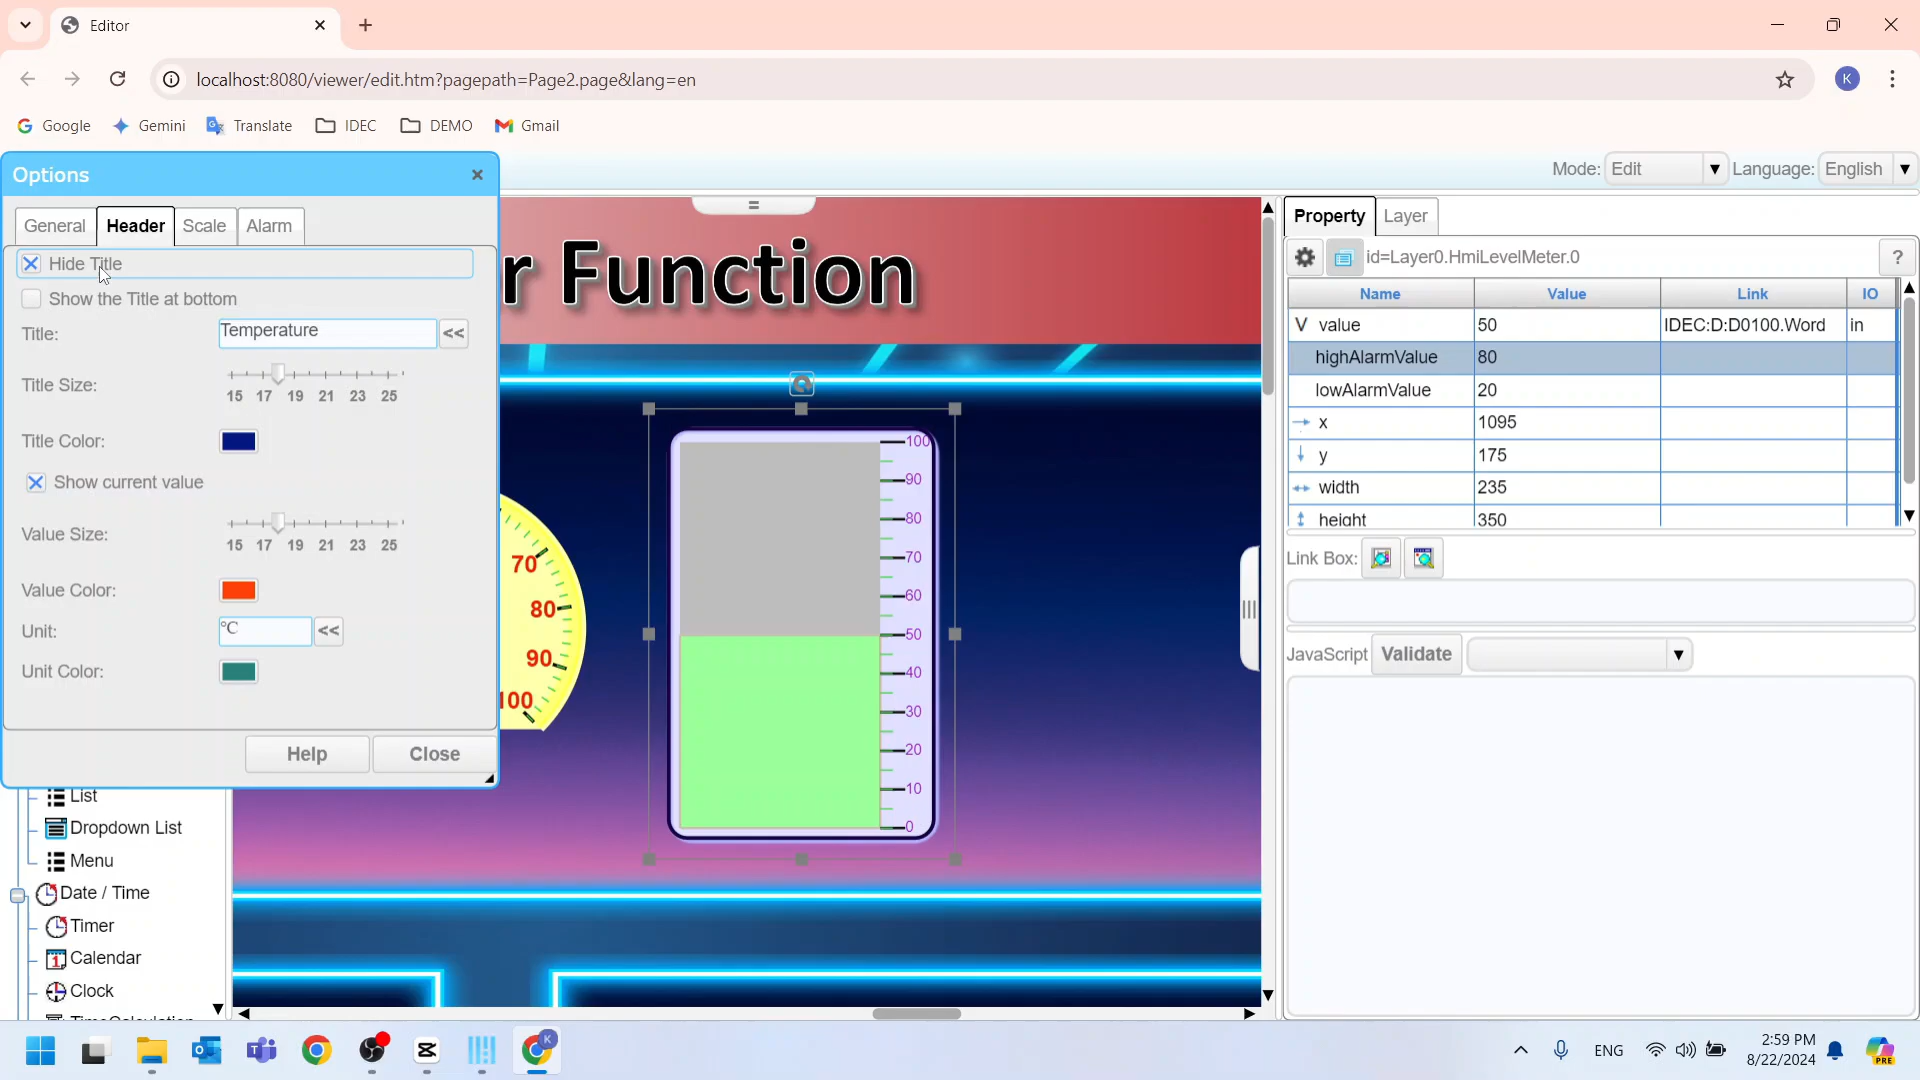 Editor
localhost:8080/viewer/edit.htm?pagepath=Page2.page&lang=en
K
Google Gemini Translate IDEC DEMO Gmail
Options
Mode: Edit Language: English
General Header Scale Alarm
Hide Title
Show the Title at bottom
Title: Temperature <<
Title Size:
15 17 19 21 23 25
Title Color:
Show current value
Value Size:
15 17 19 21 23 25
Value Color:
Unit: °C <<
Unit Color:
Help Close
r Function
70
80
90
100
100
90
80
70
60
50
40
30
20
10
0
List
Dropdown List
Menu
Date / Time
Timer
Calendar
Clock
TimeCalculation
Property Layer
id=Layer0.HmiLevelMeter.0 ?
Name Value Link IO
V value 50 IDEC:D:D0100.Word in
highAlarmValue 80
lowAlarmValue 20
x 1095
y 175
width 235
height 350
Link Box:
JavaScript Validate
ENG
2:59 PM
8/22/2024
K
PRE